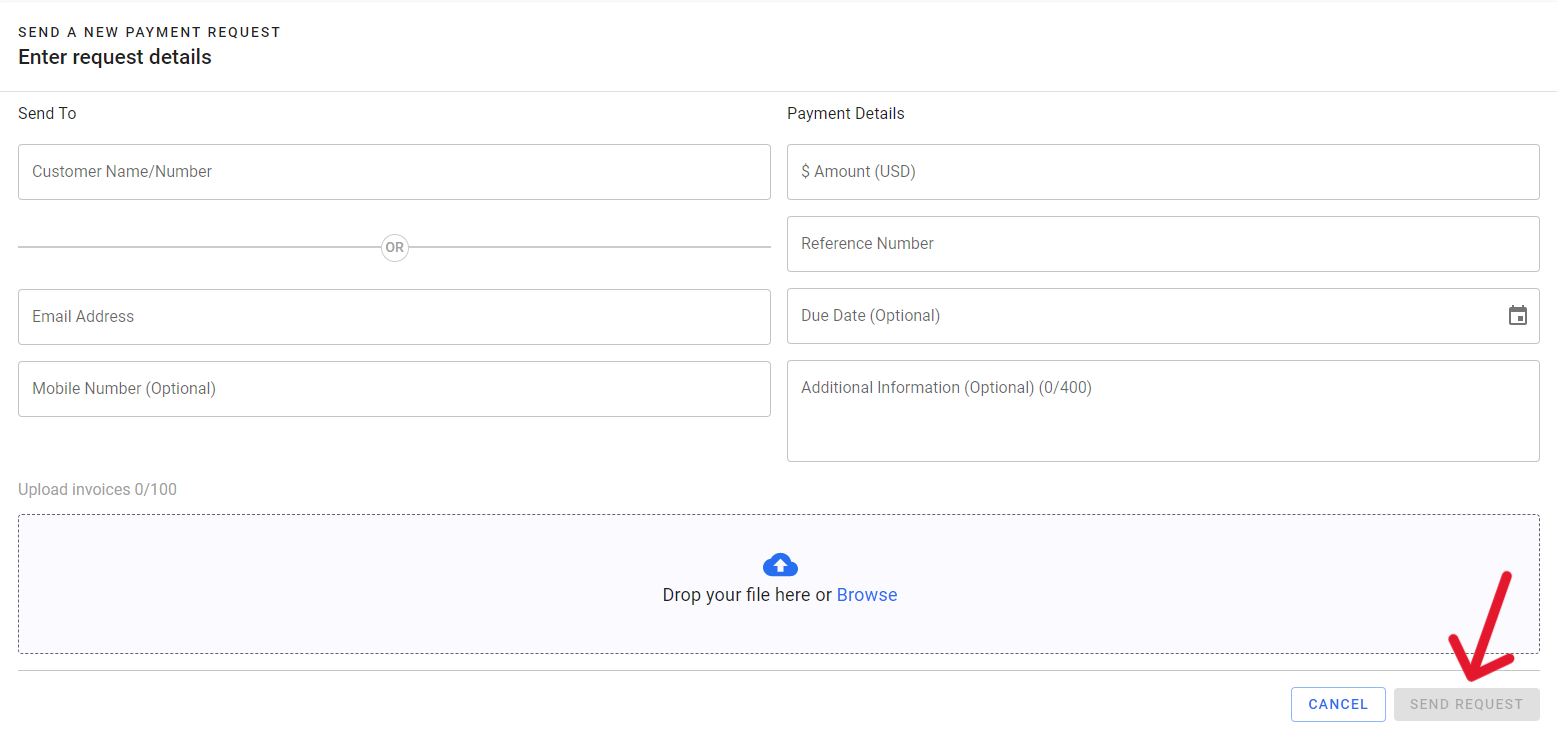 SEND A NEW PAYMENT REQUEST
Enter request details
Send To
Customer Name/Number
OR
Email Address
Mobile Number (Optional)
Payment Details
$ Amount (USD)
Reference Number
Due Date (Optional)
Additional Information (Optional) (0/400)
Upload invoices 0/100
Drop your file here or Browse
CANCEL
SEND REQUEST